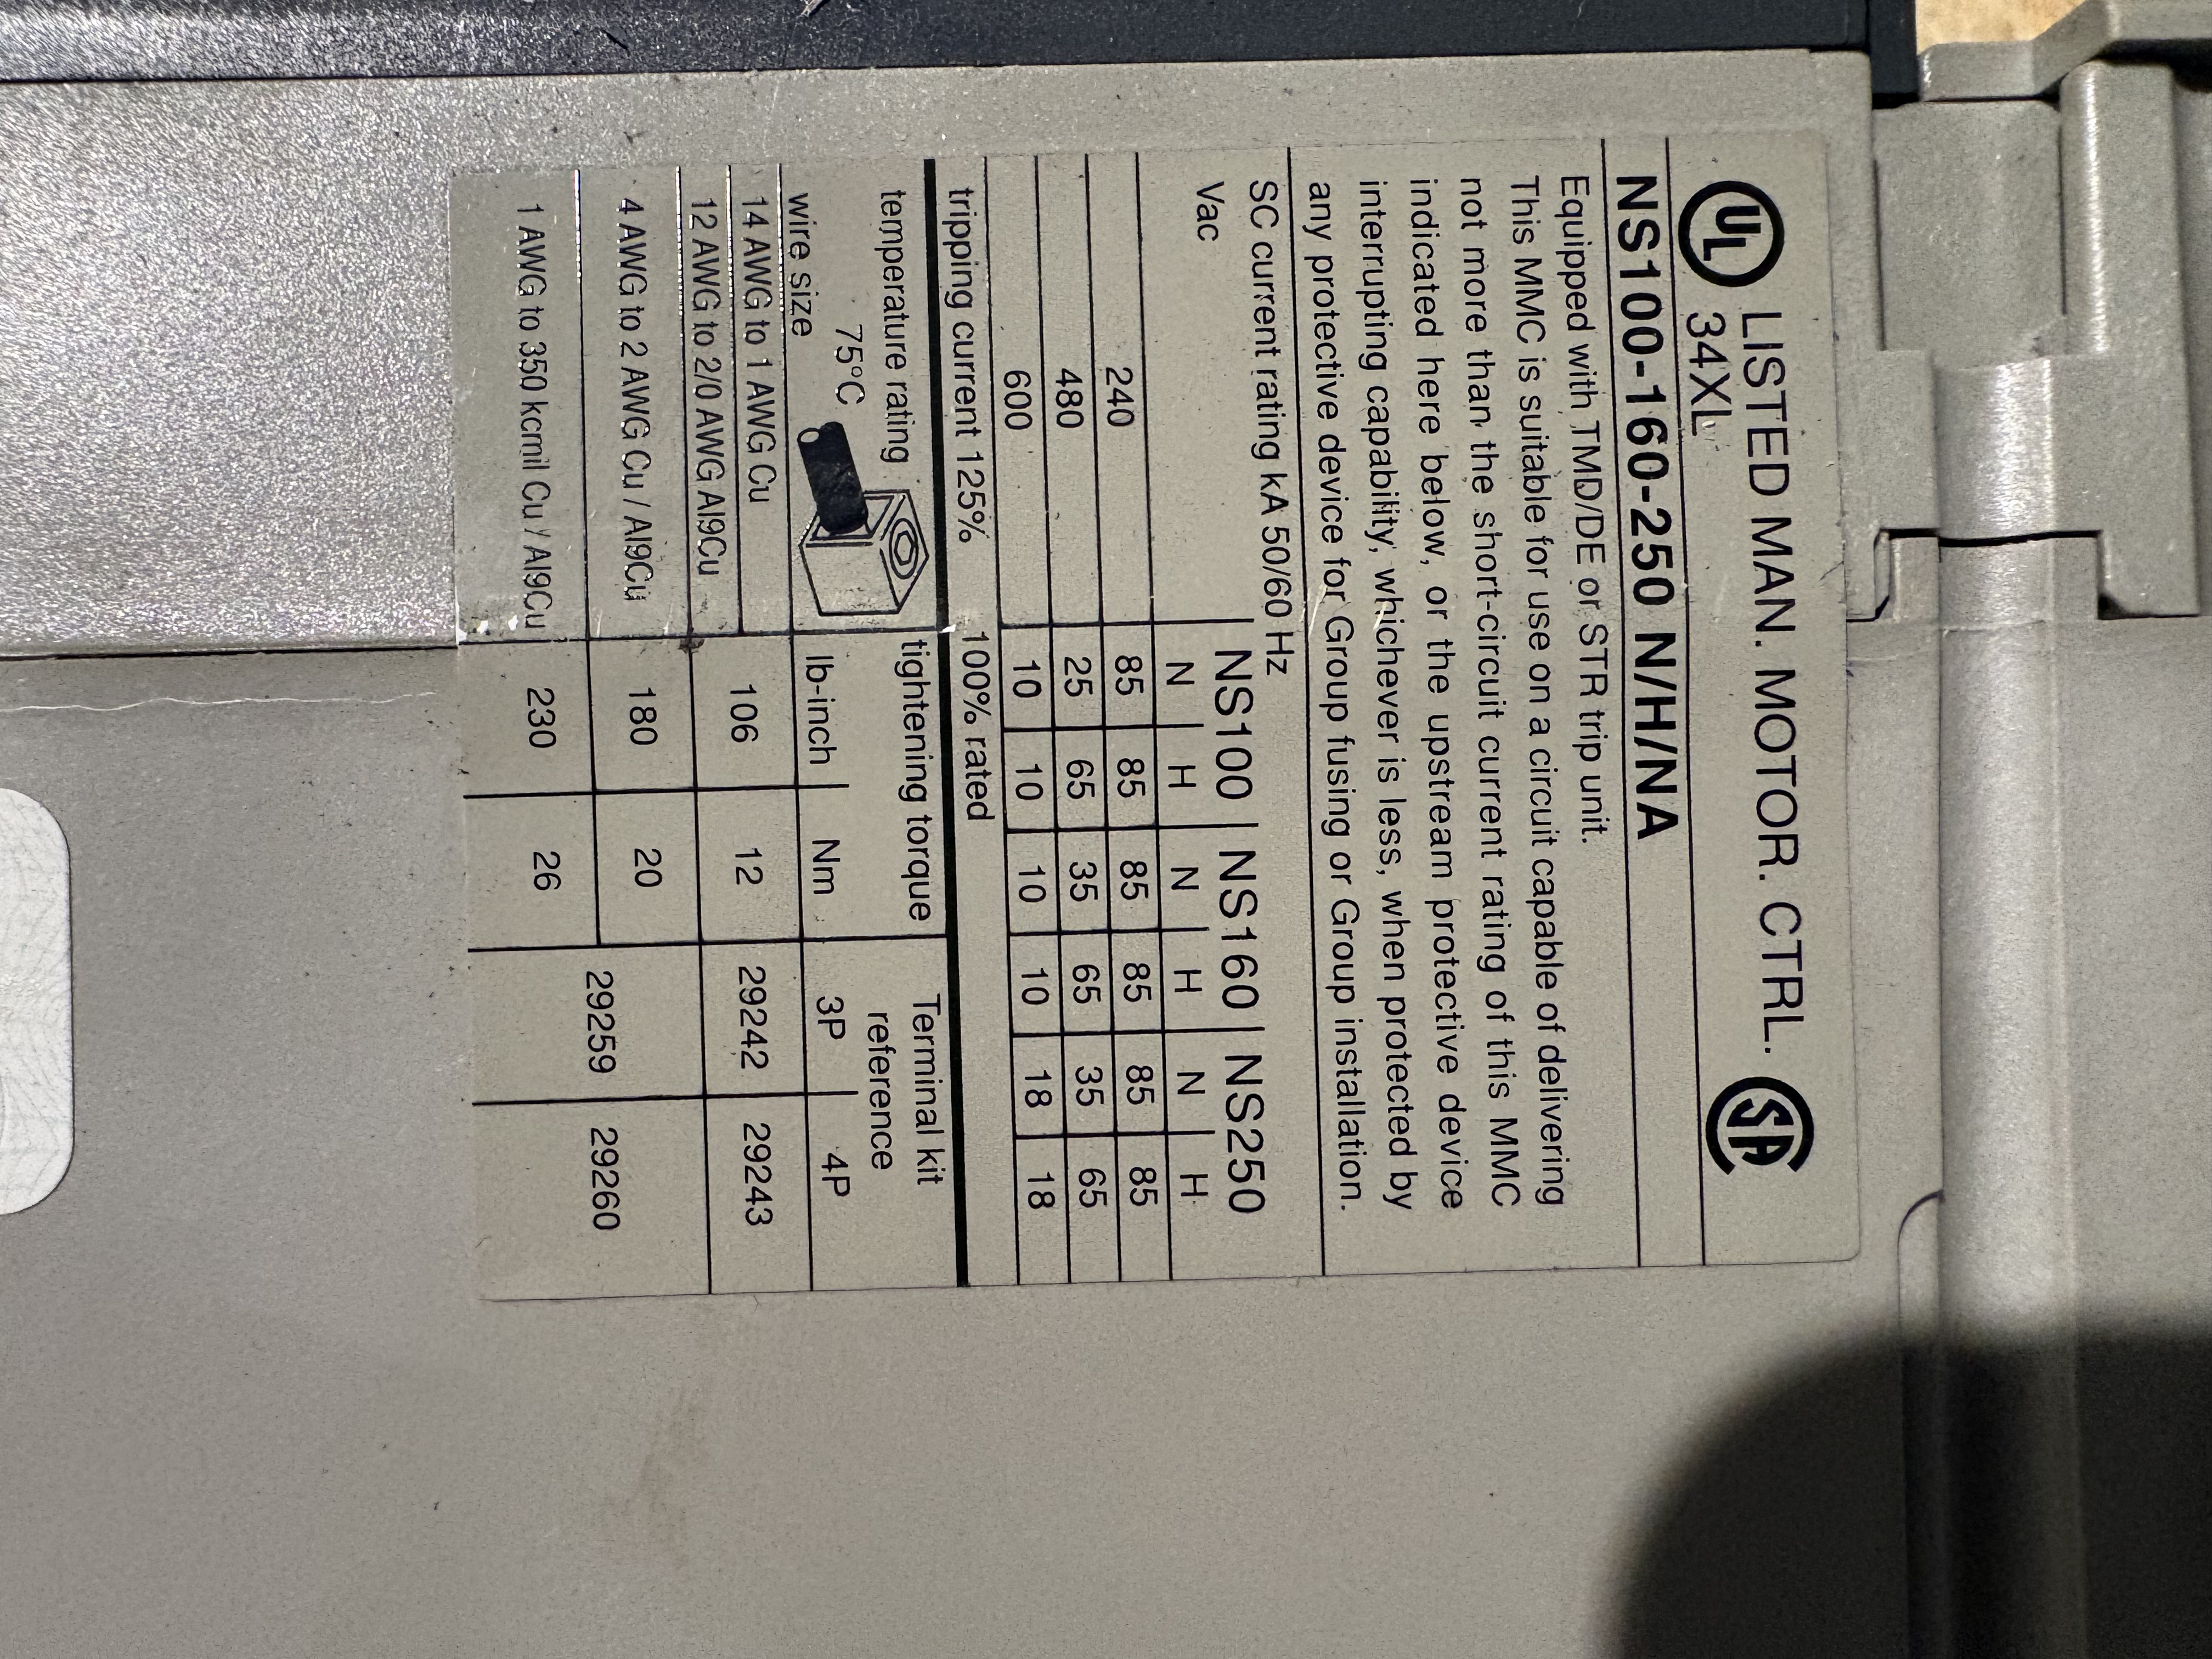 UL LISTED MAN. MOTOR. CTRL. SA
34XL
NS100-160-250 N/H/NA
Equipped with TMD/DE or STR trip unit.
This MMC is suitable for use on a circuit capable of delivering
not more than the short-circuit current rating of this MMC
indicated here below, or the upstream protective device
interrupting capability, whichever is less, when protected by
any protective device for Group fusing or Group installation.
SC current rating kA 50/60 Hz
Vac NS100 NS160 NS250
N H N H N H
240 85 85 85 85 85 85
480 25 65 35 65 35 65
600 10 10 10 10 18 18
tripping current 125% 100% rated
temperature rating tightening torque Terminal kit
75°C reference
wire size lb-inch Nm 3P 4P
14 AWG to 1 AWG Cu 106 12 29242 29243
12 AWG to 2/0 AWG Al9Cu
4 AWG to 2 AWG Cu / Al9Cu 180 20 29259 29260
1 AWG to 350 kcmil Cu / Al9Cu 230 26